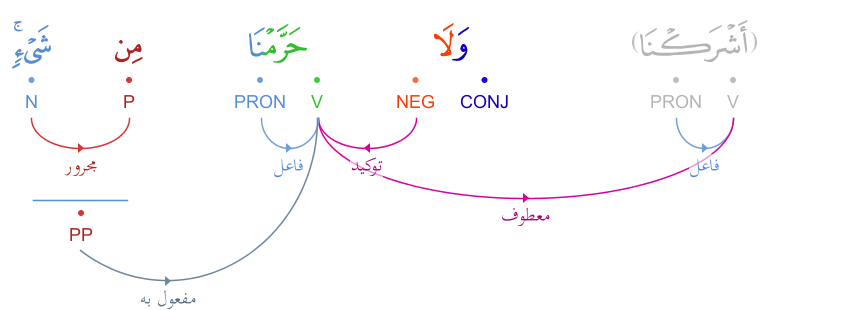 (أَشْرَكْنَا) وَلَا حَرَّمْنَا مِن شَىْءٍۚ
V PRON CONJ NEG V PRON P N
فاعل توكيد فاعل مجرور
معطوف
PP
مفعول به